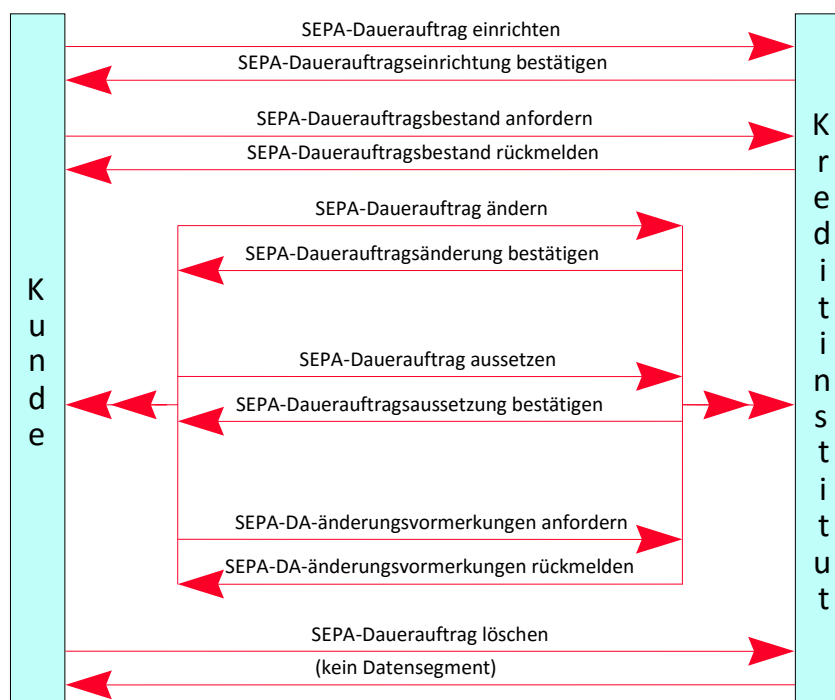 SEPA-Dauerauftrag einrichten
SEPA-Dauerauftragseinrichtung bestätigen
SEPA-Dauerauftragsbestand anfordern
SEPA-Dauerauftragsbestand rückmelden
SEPA-Dauerauftrag ändern
SEPA-Dauerauftragsänderung bestätigen
Kunde
Kreditinstitut
SEPA-Dauerauftrag aussetzen
SEPA-Dauerauftragsaussetzung bestätigen
SEPA-DA-änderungsvormerkungen anfordern
SEPA-DA-änderungsvormerkungen rückmelden
SEPA-Dauerauftrag löschen
(kein Datensegment)